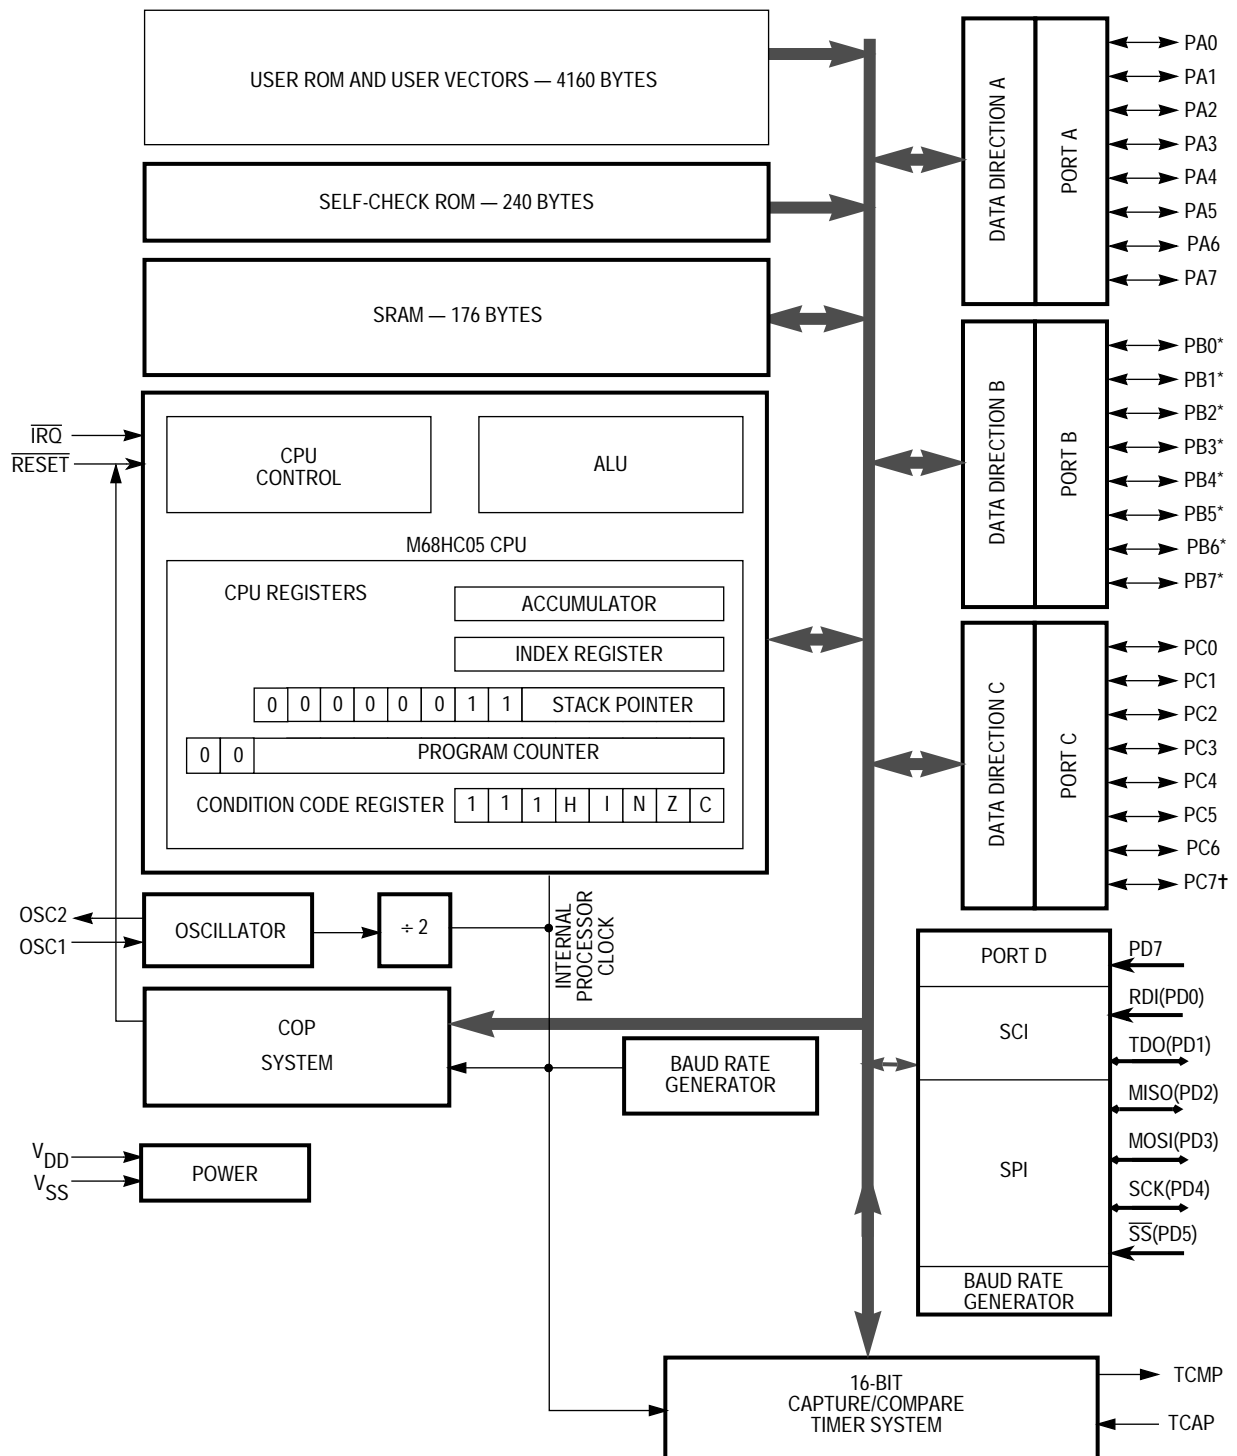 USER ROM AND USER VECTORS — 4160 BYTES
SELF-CHECK ROM — 240 BYTES
SRAM — 176 BYTES
IRQ
RESET
CPU
CONTROL
ALU
M68HC05 CPU
CPU REGISTERS
ACCUMULATOR
INDEX REGISTER
0 0 0 0 0 0 1 1 STACK POINTER
0 0 PROGRAM COUNTER
CONDITION CODE REGISTER 1 1 1 H I N Z C
OSC2
OSC1
OSCILLATOR
÷ 2
INTERNAL
PROCESSOR
CLOCK
COP
SYSTEM
BAUD RATE
GENERATOR
VDD
VSS
POWER
DATA DIRECTION A
PORT A
PA0
PA1
PA2
PA3
PA4
PA5
PA6
PA7
DATA DIRECTION B
PORT B
PB0*
PB1*
PB2*
PB3*
PB4*
PB5*
PB6*
PB7*
DATA DIRECTION C
PORT C
PC0
PC1
PC2
PC3
PC4
PC5
PC6
PC7†
PORT D
PD7
SCI
RDI(PD0)
TDO(PD1)
SPI
MISO(PD2)
MOSI(PD3)
SCK(PD4)
SS(PD5)
BAUD RATE
GENERATOR
16-BIT
CAPTURE/COMPARE
TIMER SYSTEM
TCMP
TCAP